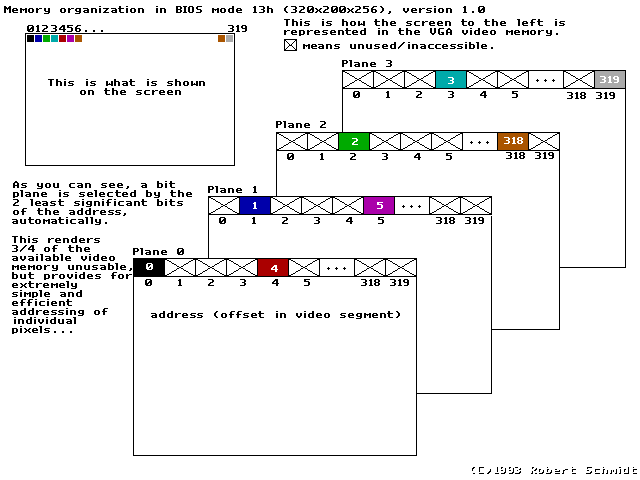 Memory organization in BIOS mode 13h (320x200x256), version 1.0
0123456... 319
This is what is shown
on the screen
This is how the screen to the left is
represented in the VGA video memory.
means unused/inaccessible.
Plane 3
3 ... 319
0 1 2 3 4 5 318 319
Plane 2
2 ... 318
0 1 2 3 4 5 318 319
As you can see, a bit
plane is selected by the
2 least significant bits
of the address,
automatically.
Plane 1
1 5 ...
0 1 2 3 4 5 318 319
This renders
3/4 of the
available video
memory unusable,
but provides for
extremely
simple and
efficient
addressing of
individual
pixels...
Plane 0
0 4 ...
0 1 2 3 4 5 318 319
address (offset in video segment)
(C)1993 Robert Schmidt